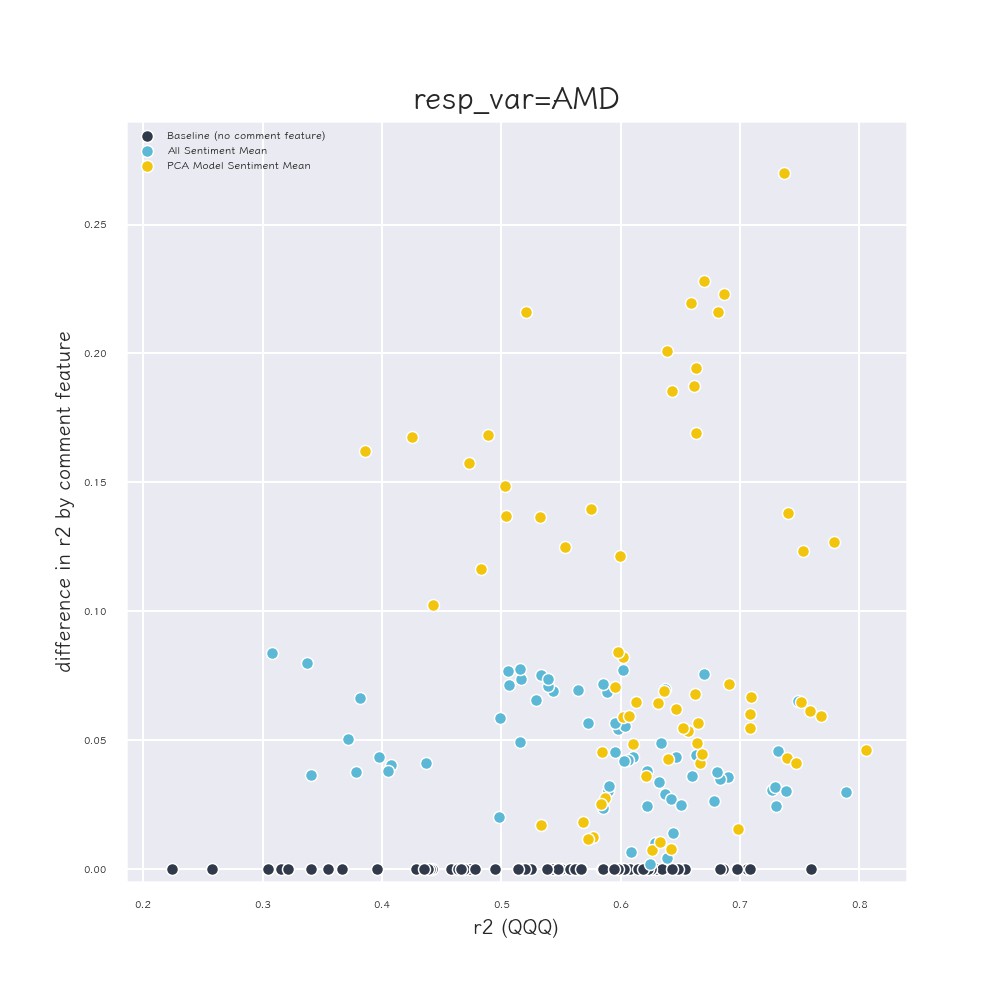 resp_var=AMD
Baseline (no comment feature)
All Sentiment Mean
PCA Model Sentiment Mean
difference in r2 by comment feature
0.25
0.20
0.15
0.10
0.05
0.00
0.2 0.3 0.4 0.5 0.6 0.7 0.8
r2 (QQQ)